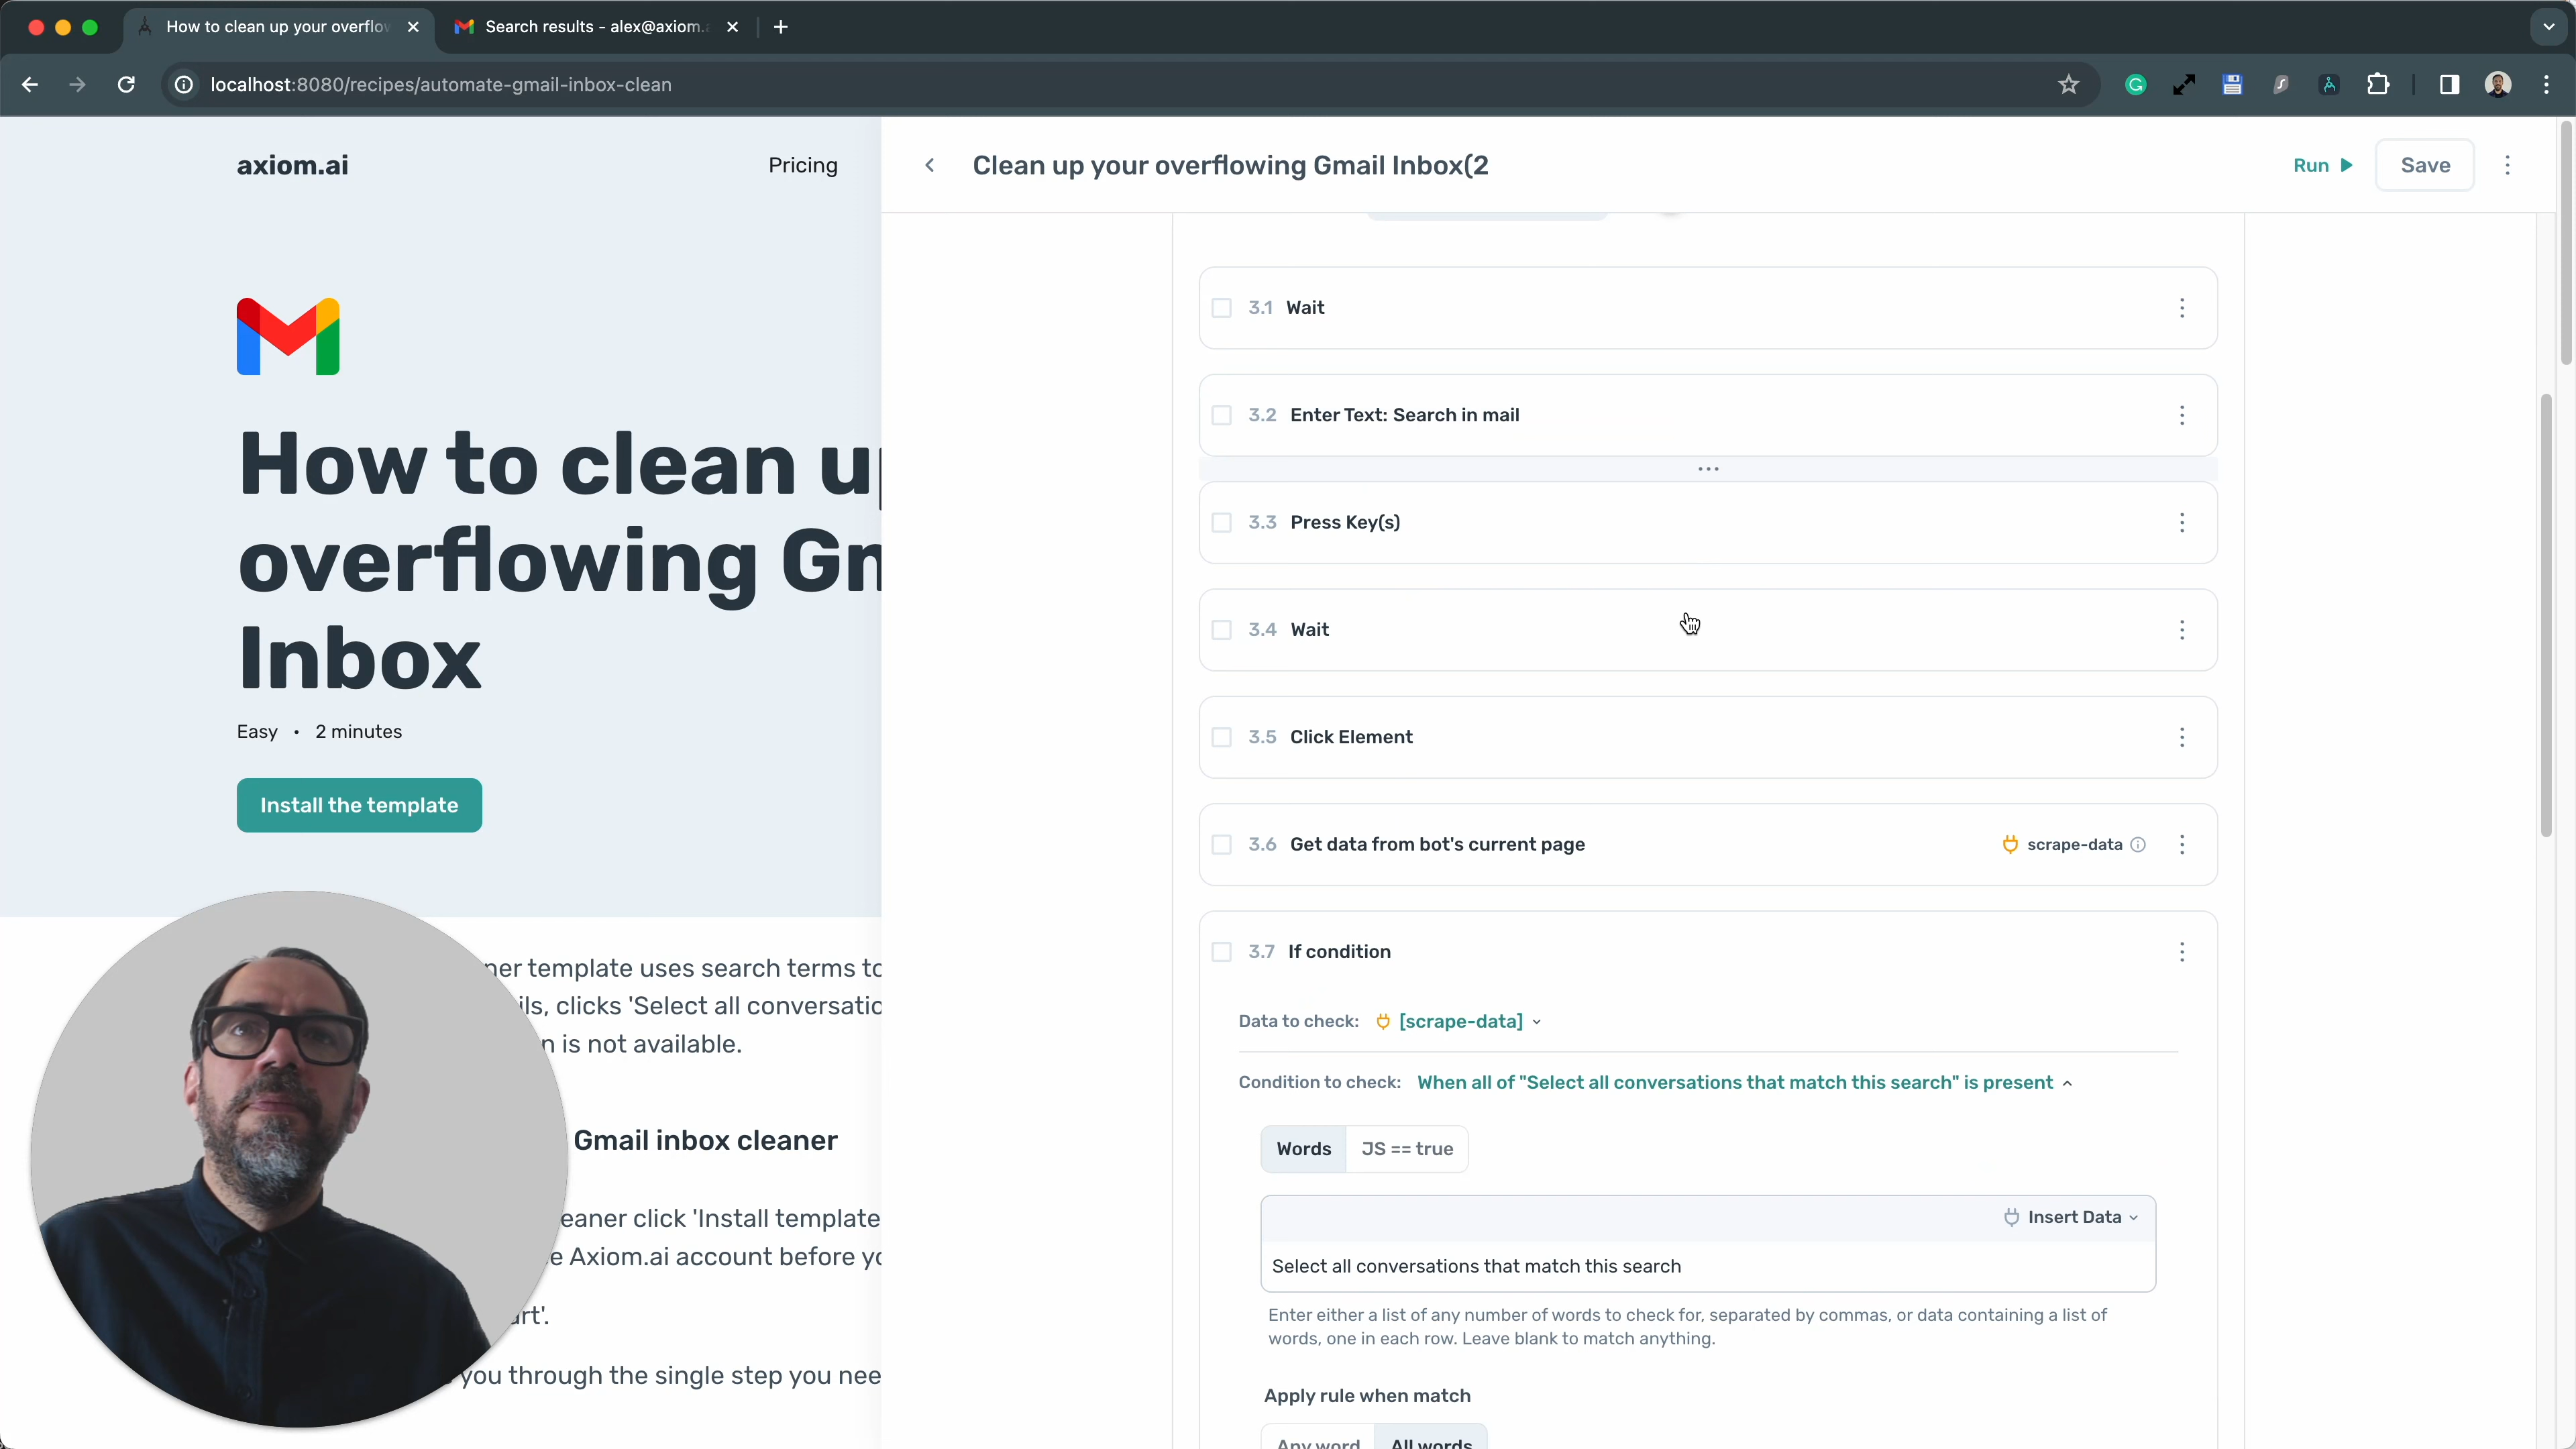 How to clean up your overflow
Search results - alex@axiom.a
localhost:8080/recipes/automate-gmail-inbox-clean
axiom.ai
Pricing
Clean up your overflowing Gmail Inbox(2
Run
Save
How to clean up
overflowing Gm
Inbox
Easy • 2 minutes
Install the template
ner template uses search terms to
ils, clicks 'Select all conversatio
n is not available.
Gmail inbox cleaner
eaner click 'Install template
e Axiom.ai account before yo
art'.
you through the single step you nee
3.1 Wait
3.2 Enter Text: Search in mail
3.3 Press Key(s)
3.4 Wait
3.5 Click Element
3.6 Get data from bot's current page
scrape-data
3.7 If condition
Data to check: [scrape-data]
Condition to check: When all of "Select all conversations that match this search" is present
Words JS == true
Insert Data
Select all conversations that match this search
Enter either a list of any number of words to check for, separated by commas, or data containing a list of
words, one in each row. Leave blank to match anything.
Apply rule when match
Any word All words